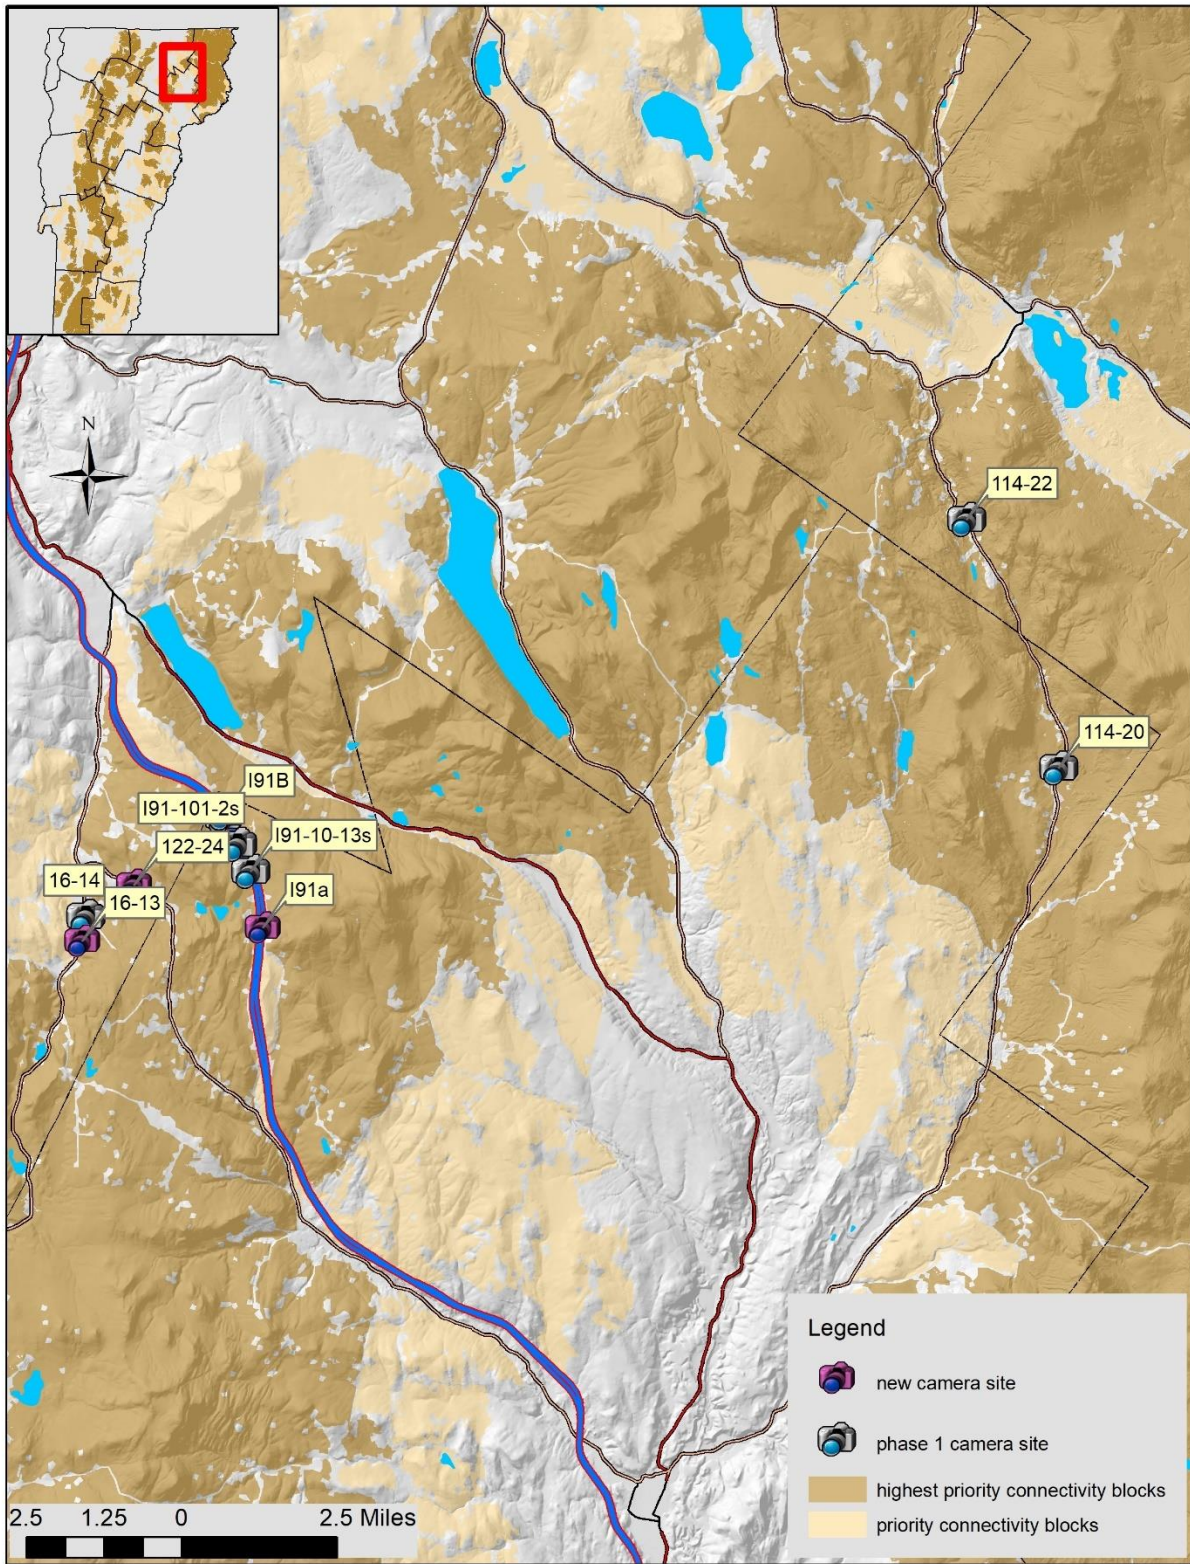 N
114-22
114-20
I91B
I91-101-2s
I91-10-13s
122-24
16-14
16-13
I91a
Legend
new camera site
phase 1 camera site
highest priority connectivity blocks
priority connectivity blocks
2.5 1.25 0 2.5 Miles